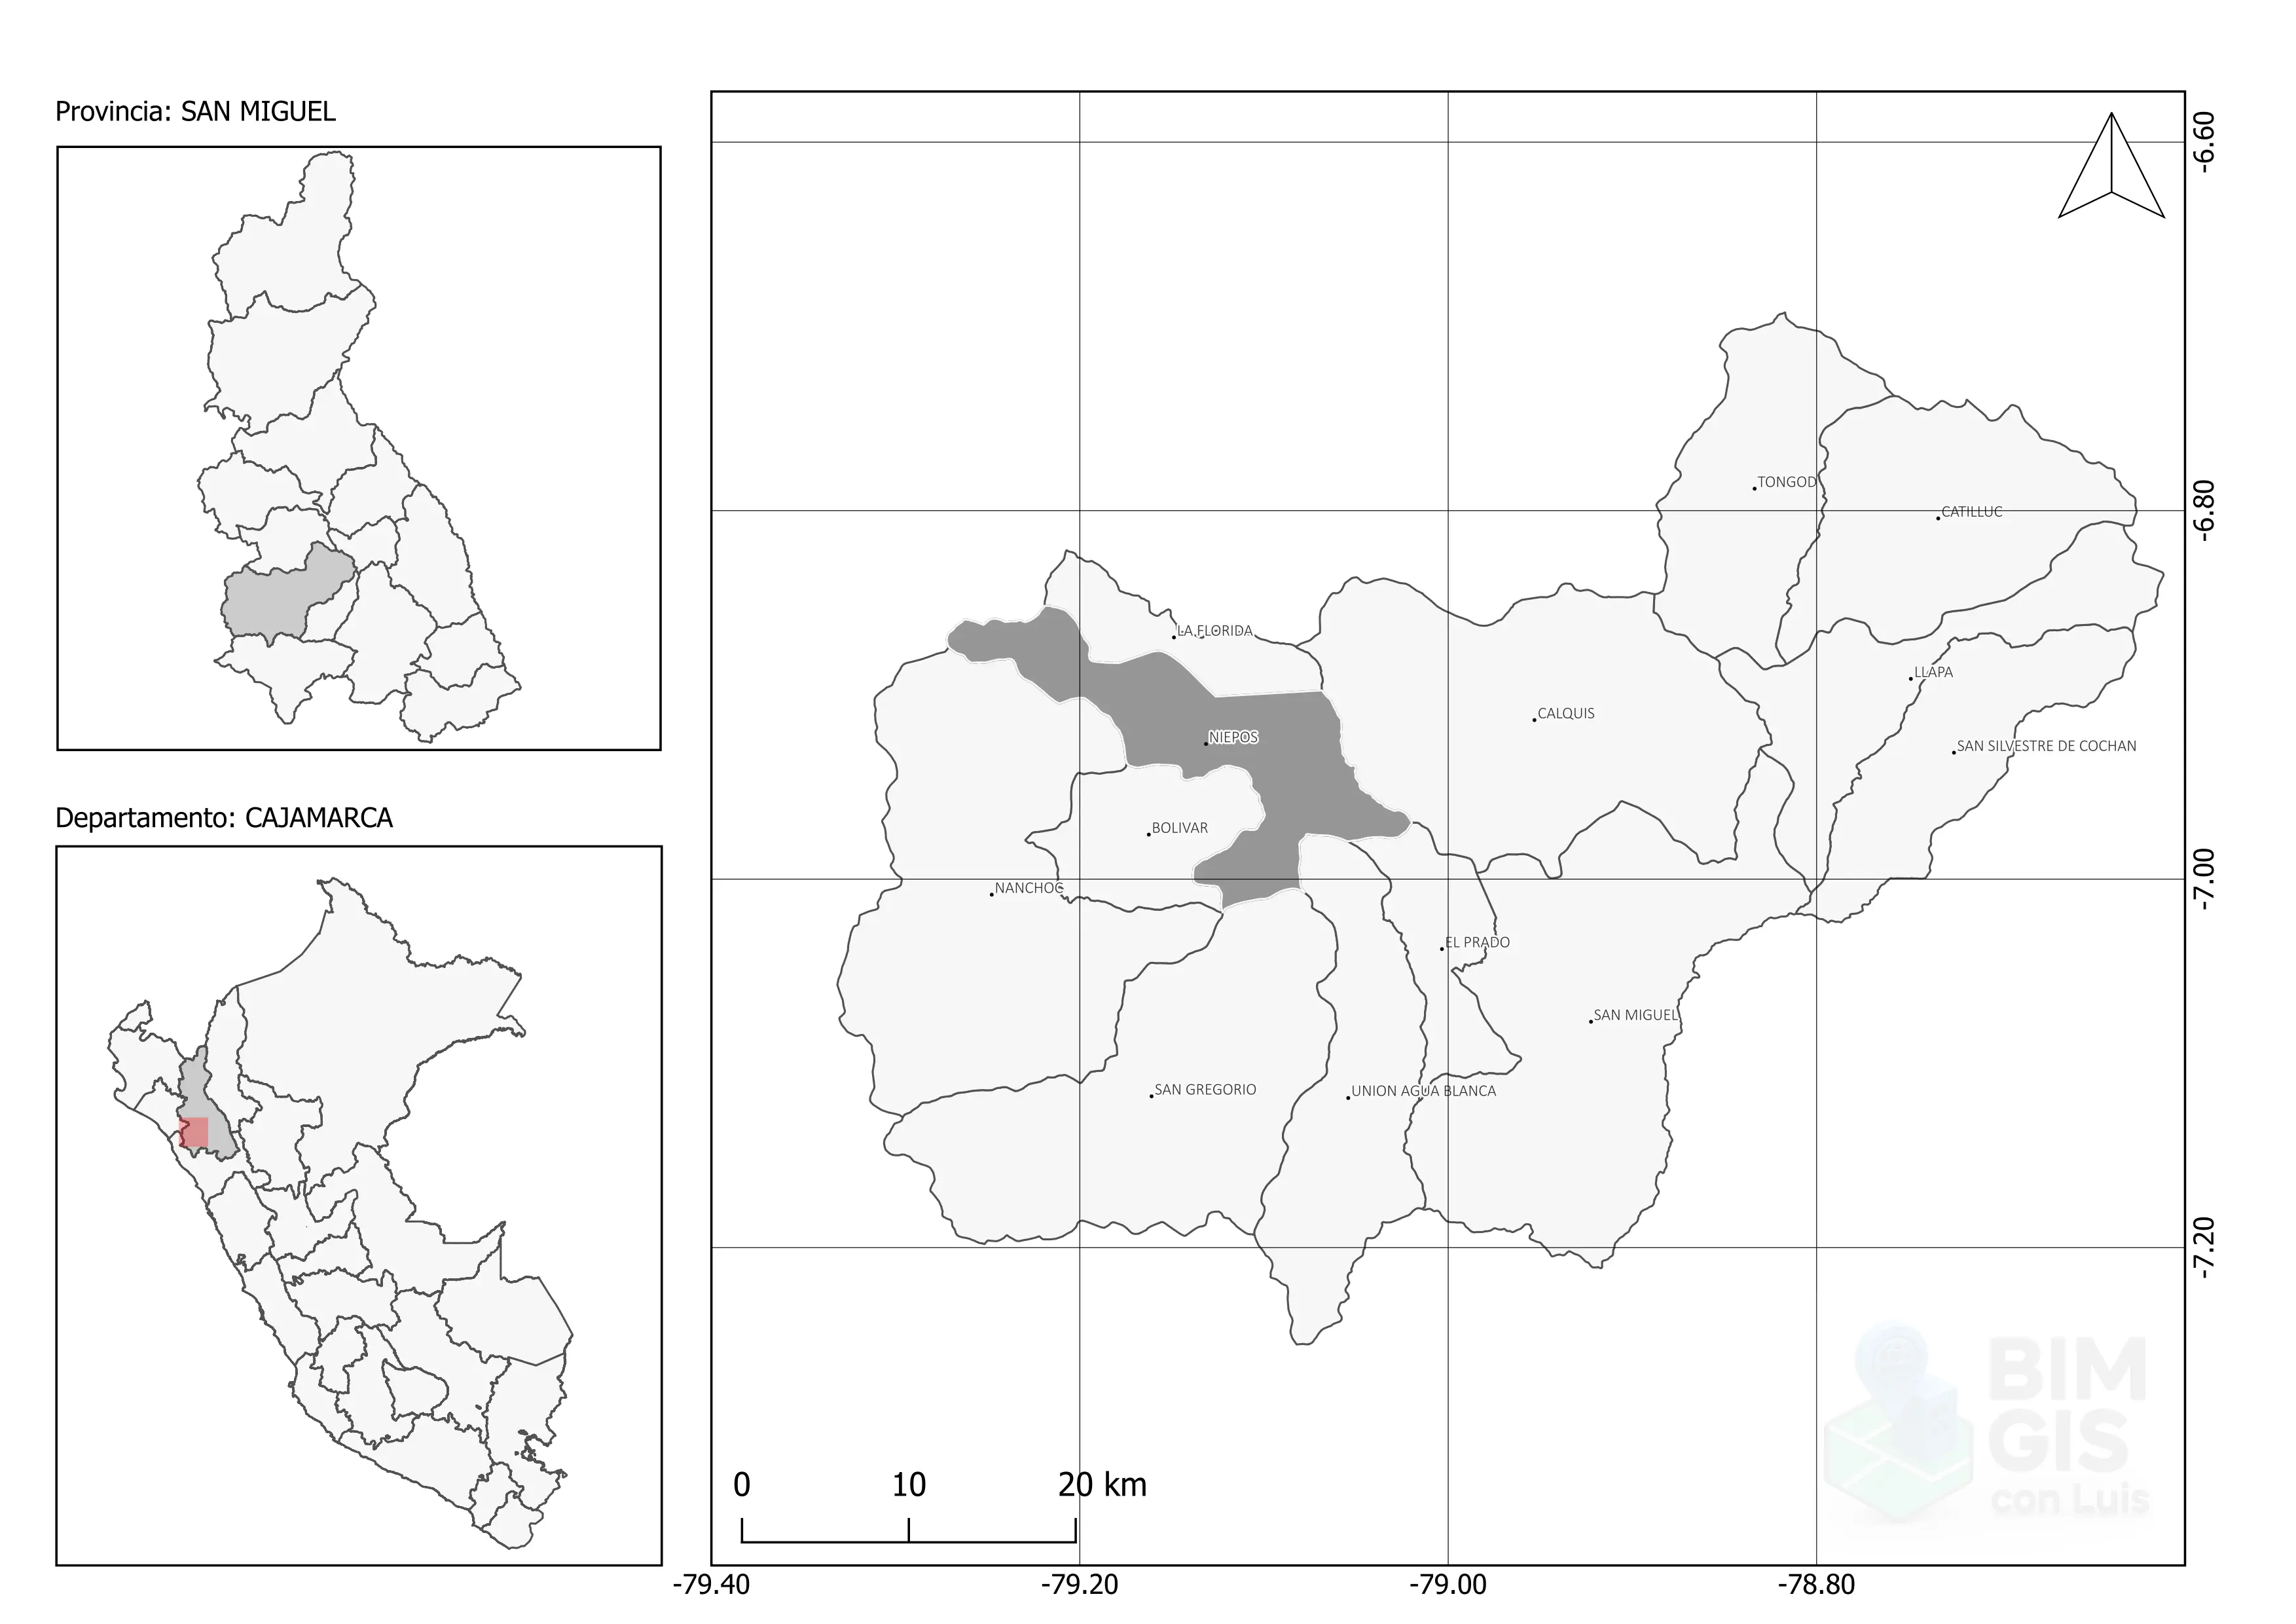 Provincia: SAN MIGUEL
Departamento: CAJAMARCA
-6.60
-6.80
-7.00
-7.20
TONGOD
CATILLUC
LA FLORIDA
LLAPA
CALQUIS
NIEPOS
SAN SILVESTRE DE COCHAN
BOLIVAR
NANCHOC
EL PRADO
SAN MIGUEL
SAN GREGORIO
UNION AGUA BLANCA
BIM
GIS
con Luis
0 10 20 km
-79.40 -79.20 -79.00 -78.80